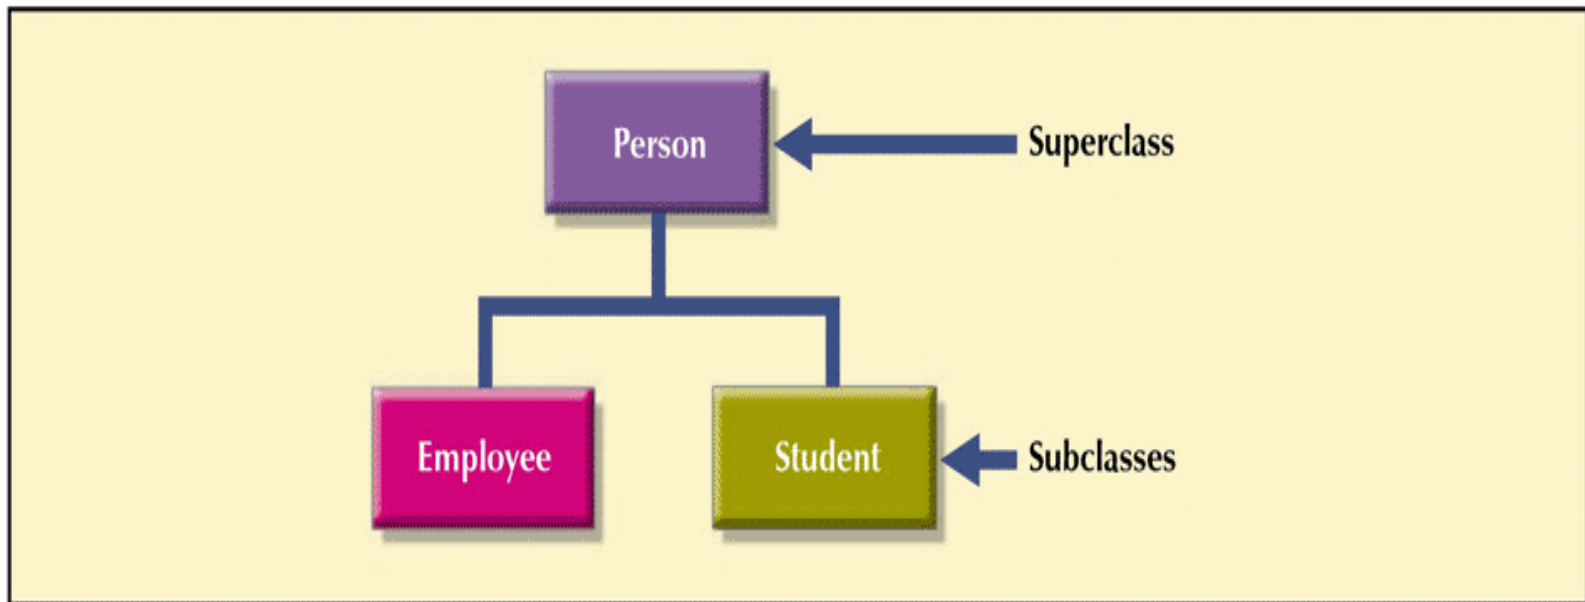 Person
Superclass
Employee
Student
Subclasses